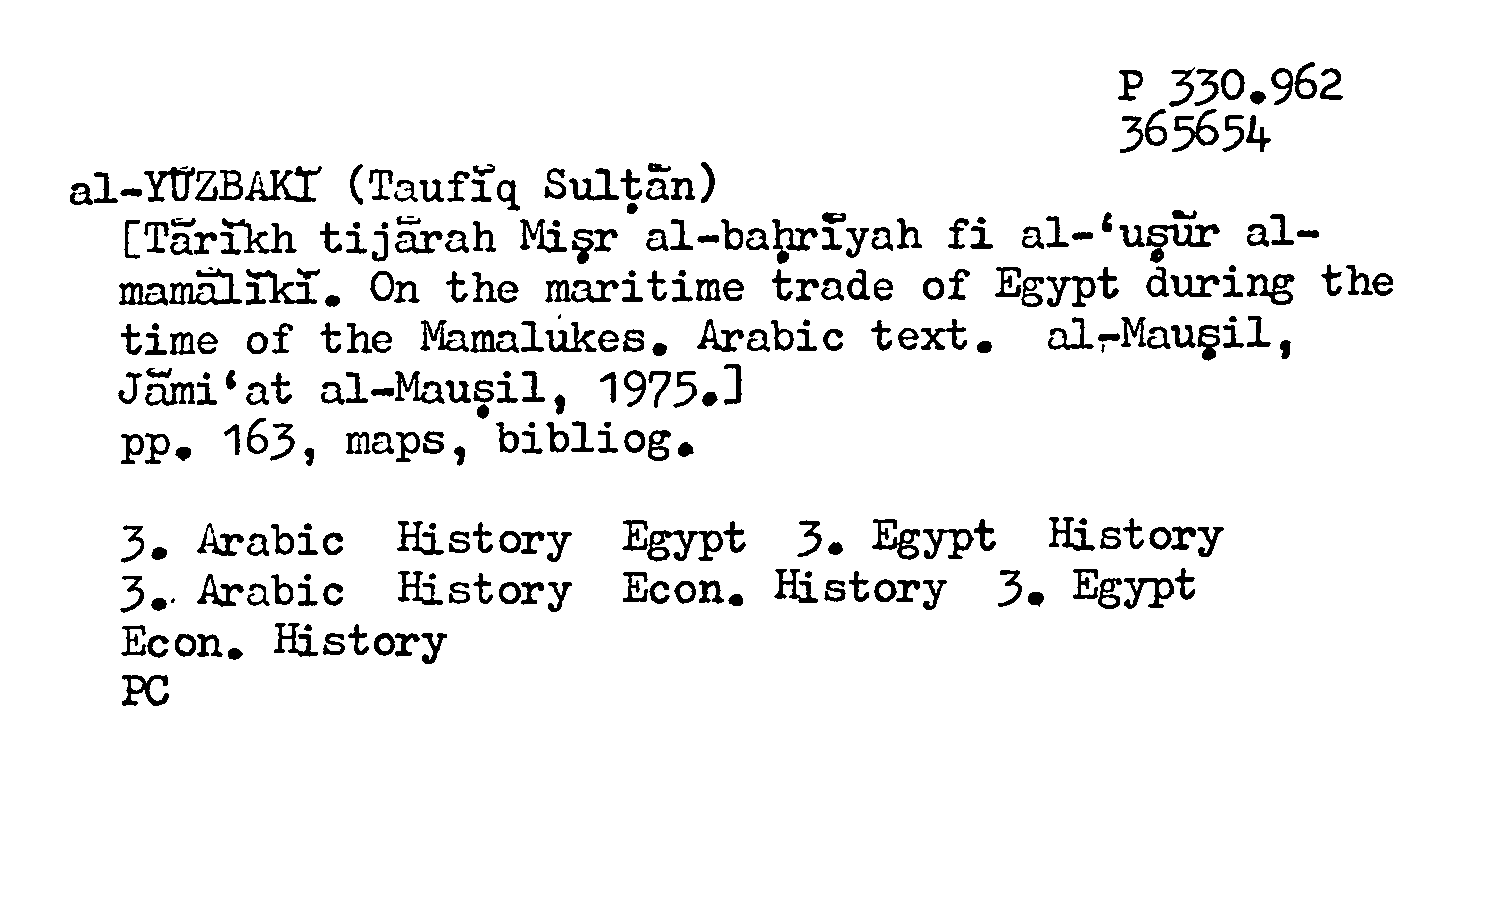 P 330.962
365654
al-YŪZBAKĪ (Taufīq Sulṭān)
[Tārīkh tijārah Miṣr al-baḥrīyah fi al-‘uṣūr al-
mamālīkī. On the maritime trade of Egypt during the
time of the Mamalukes. Arabic text. al-Mauṣil,
Jāmi‘at al-Mauṣil, 1975.]
pp. 163, maps, bibliog.
3. Arabic History Egypt 3. Egypt History
3. Arabic History Econ. History 3. Egypt
Econ. History
PC